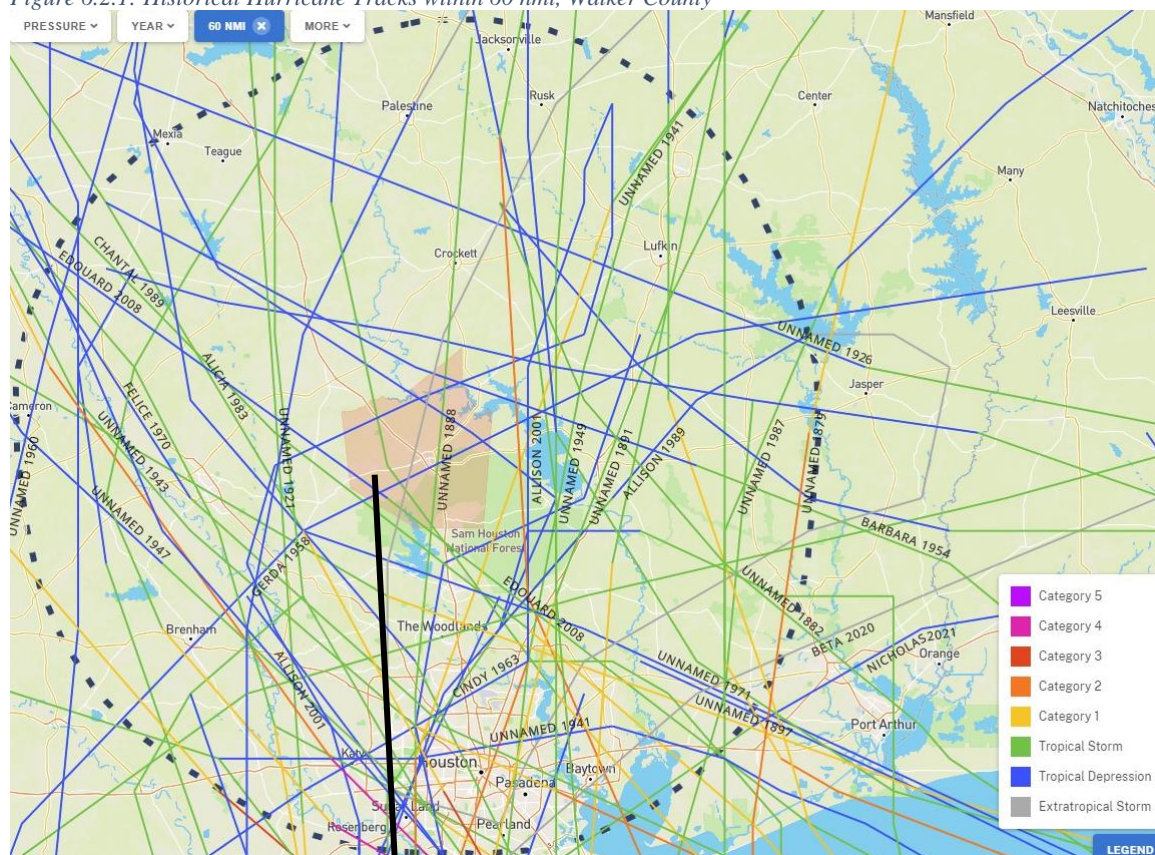 Figure 6.2.1: Historical Hurricane Tracks within 60 nmi, Walker County
PRESSURE
YEAR
60 NMI
MORE
Mansfield
Jacksonville
Rusk
Center
Palestine
Natchitoches
Mexia
Teague
UNNAMED 1941
Many
Lufkin
Crockett
CHANTAL 1989
EDOUARD 2008
Leesville
UNNAMED 1926
ALICIA 1983
Jasper
FELICE 1970
Cameron
UNNAMED 1943
UNNAMED 1960
UNNAMED 1921
UNNAMED 1888
ALLISON 2001
UNNAMED 1949
UNNAMED 1891
ALLISON 1989
UNNAMED 1987
UNNAMED 1879
UNNAMED 1947
BARBARA 1954
Sam Houston
National Forest
GERDA 1958
EDOUARD 2008
UNNAMED 1882
Category 5
Category 4
Category 3
Category 2
Category 1
Tropical Storm
Tropical Depression
Extratropical Storm
Brenham
The Woodlands
BETA 2020
NICHOLAS2021
Orange
ALLISON 2001
CINDY 1963
UNNAMED 1971
UNNAMED 1897
Port Arthur
UNNAMED 1941
Katy
Houston
Baytown
Pasadena
Sugar Land
Rosenberg
Pearland
LEGEND